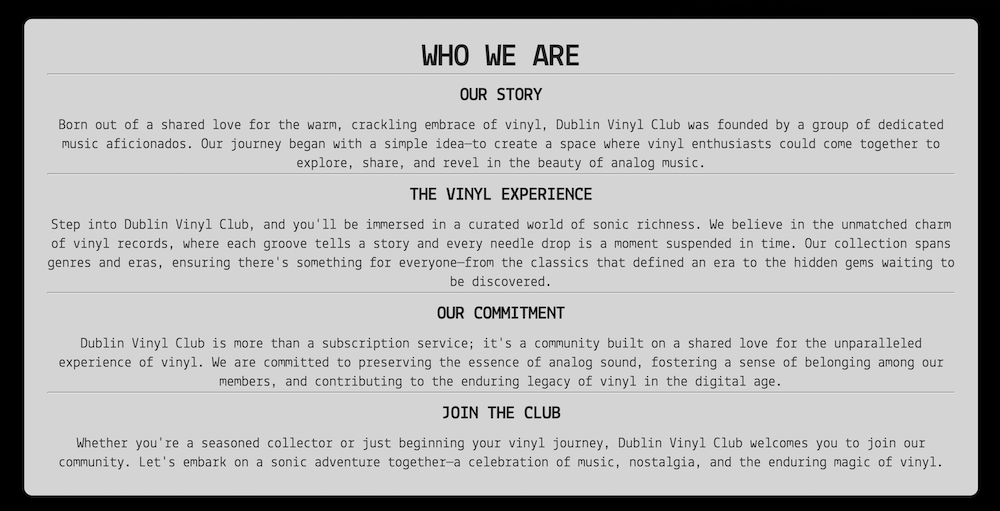 WHO WE ARE
OUR STORY
Born out of a shared love for the warm, crackling embrace of vinyl, Dublin Vinyl Club was founded by a group of dedicated
music aficionados. Our journey began with a simple idea—to create a space where vinyl enthusiasts could come together to
explore, share, and revel in the beauty of analog music.
THE VINYL EXPERIENCE
Step into Dublin Vinyl Club, and you'll be immersed in a curated world of sonic richness. We believe in the unmatched charm
of vinyl records, where each groove tells a story and every needle drop is a moment suspended in time. Our collection spans
genres and eras, ensuring there's something for everyone—from the classics that defined an era to the hidden gems waiting to
be discovered.
OUR COMMITMENT
Dublin Vinyl Club is more than a subscription service; it's a community built on a shared love for the unparalleled
experience of vinyl. We are committed to preserving the essence of analog sound, fostering a sense of belonging among our
members, and contributing to the enduring legacy of vinyl in the digital age.
JOIN THE CLUB
Whether you're a seasoned collector or just beginning your vinyl journey, Dublin Vinyl Club welcomes you to join our
community. Let's embark on a sonic adventure together—a celebration of music, nostalgia, and the enduring magic of vinyl.